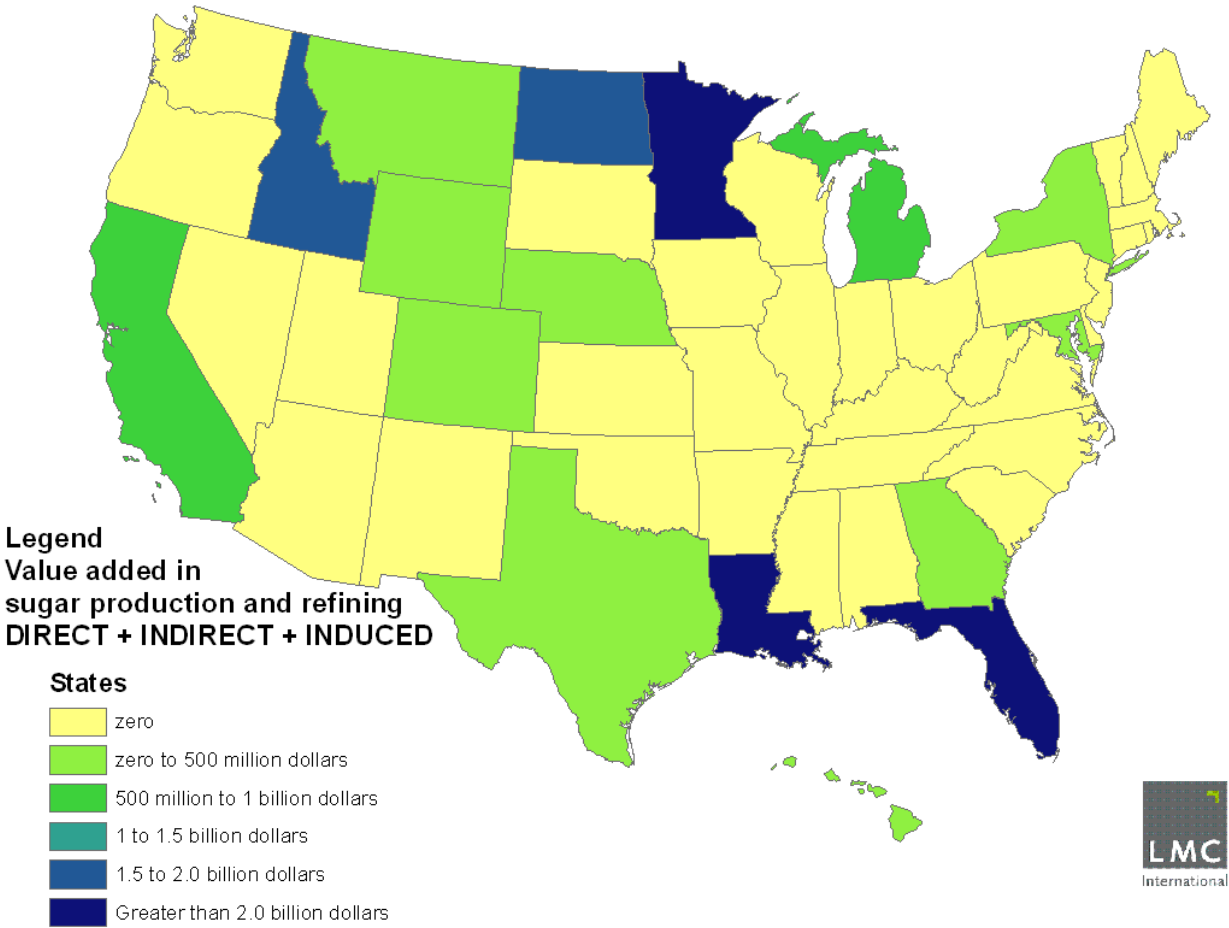 Legend
Value added in
sugar production and refining
DIRECT + INDIRECT + INDUCED
States
zero
zero to 500 million dollars
500 million to 1 billion dollars
1 to 1.5 billion dollars
1.5 to 2.0 billion dollars
Greater than 2.0 billion dollars
LMC
International